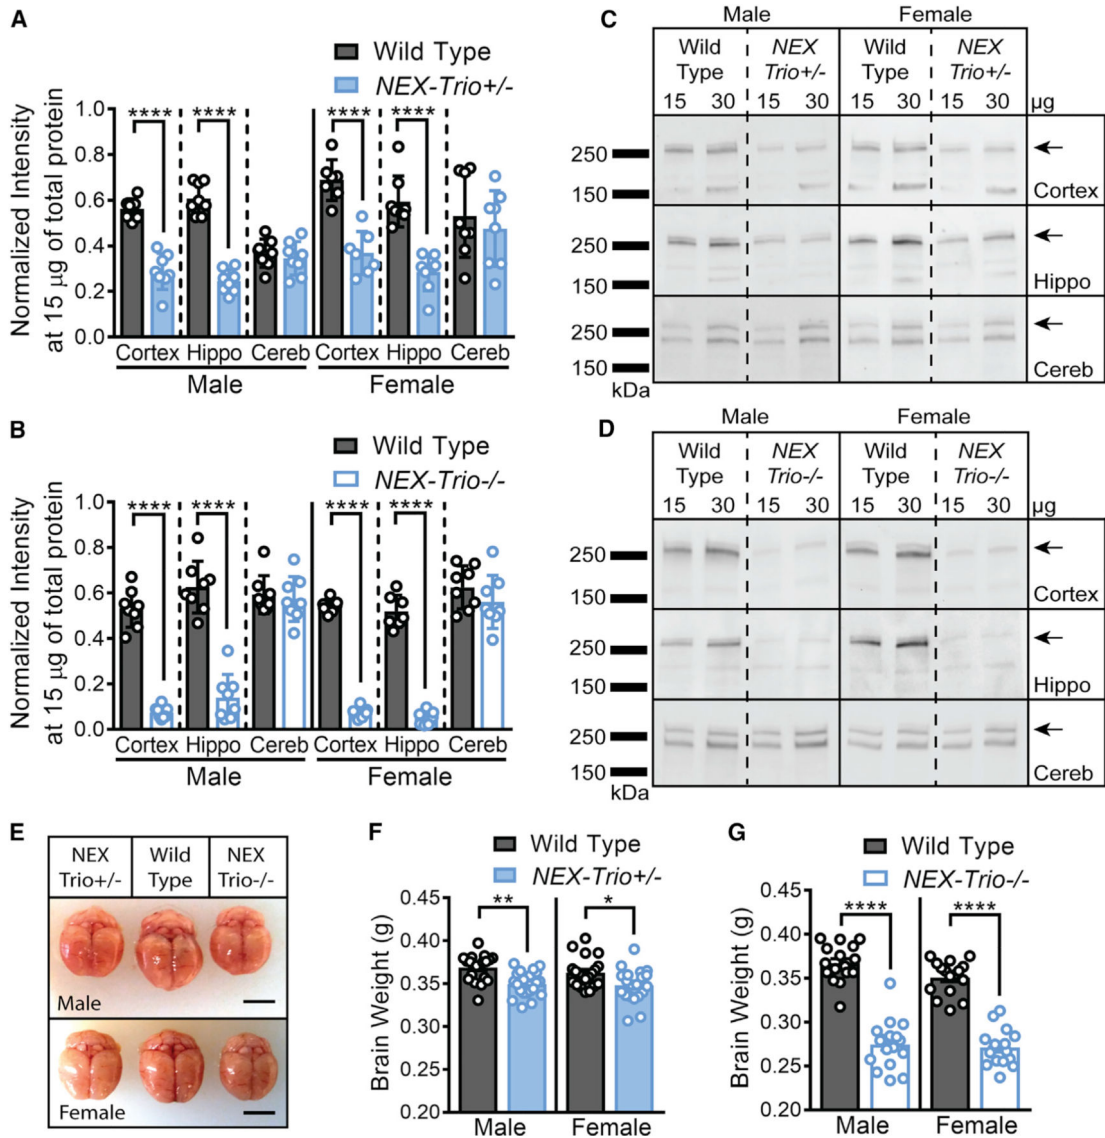 A
Wild Type
NEX-Trio+/-
Normalized Intensity
at 15 µg of total protein
1.0
0.8
0.6
0.4
0.2
0.0
**** **** **** ****
Cortex Hippo Cereb Cortex Hippo Cereb
Male Female
B
Wild Type
NEX-Trio-/-
Normalized Intensity
at 15 µg of total protein
1.0
0.8
0.6
0.4
0.2
0.0
**** **** **** ****
Cortex Hippo Cereb Cortex Hippo Cereb
Male Female
C
Male Female
Wild NEX Wild NEX
Type Trio+/- Type Trio+/-
15 30 15 30 15 30 15 30 µg
250
150
Cortex
250
150
Hippo
250
150
Cereb
kDa
D
Male Female
Wild NEX Wild NEX
Type Trio-/- Type Trio-/-
15 30 15 30 15 30 15 30 µg
250
150
Cortex
250
150
Hippo
250
150
Cereb
kDa
E
NEX Wild NEX
Trio+/- Type Trio-/-
Male
Female
F
Wild Type
NEX-Trio+/-
Brain Weight (g)
0.45
0.40
0.35
0.30
0.25
0.20
** *
Male Female
G
Wild Type
NEX-Trio-/-
Brain Weight (g)
0.45
0.40
0.35
0.30
0.25
0.20
**** ****
Male Female